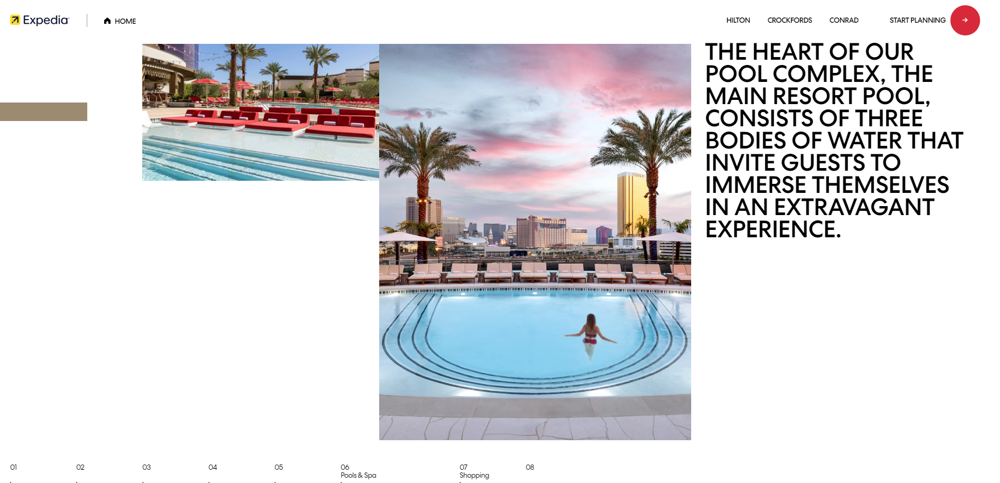 Expedia
HOME
HILTON
CROCKFORDS
CONRAD
START PLANNING
THE HEART OF OUR
POOL COMPLEX, THE
MAIN RESORT POOL,
CONSISTS OF THREE
BODIES OF WATER THAT
INVITE GUESTS TO
IMMERSE THEMSELVES
IN AN EXTRAVAGANT
EXPERIENCE.
01
02
03
04
05
06
Pools & Spa
07
Shopping
08